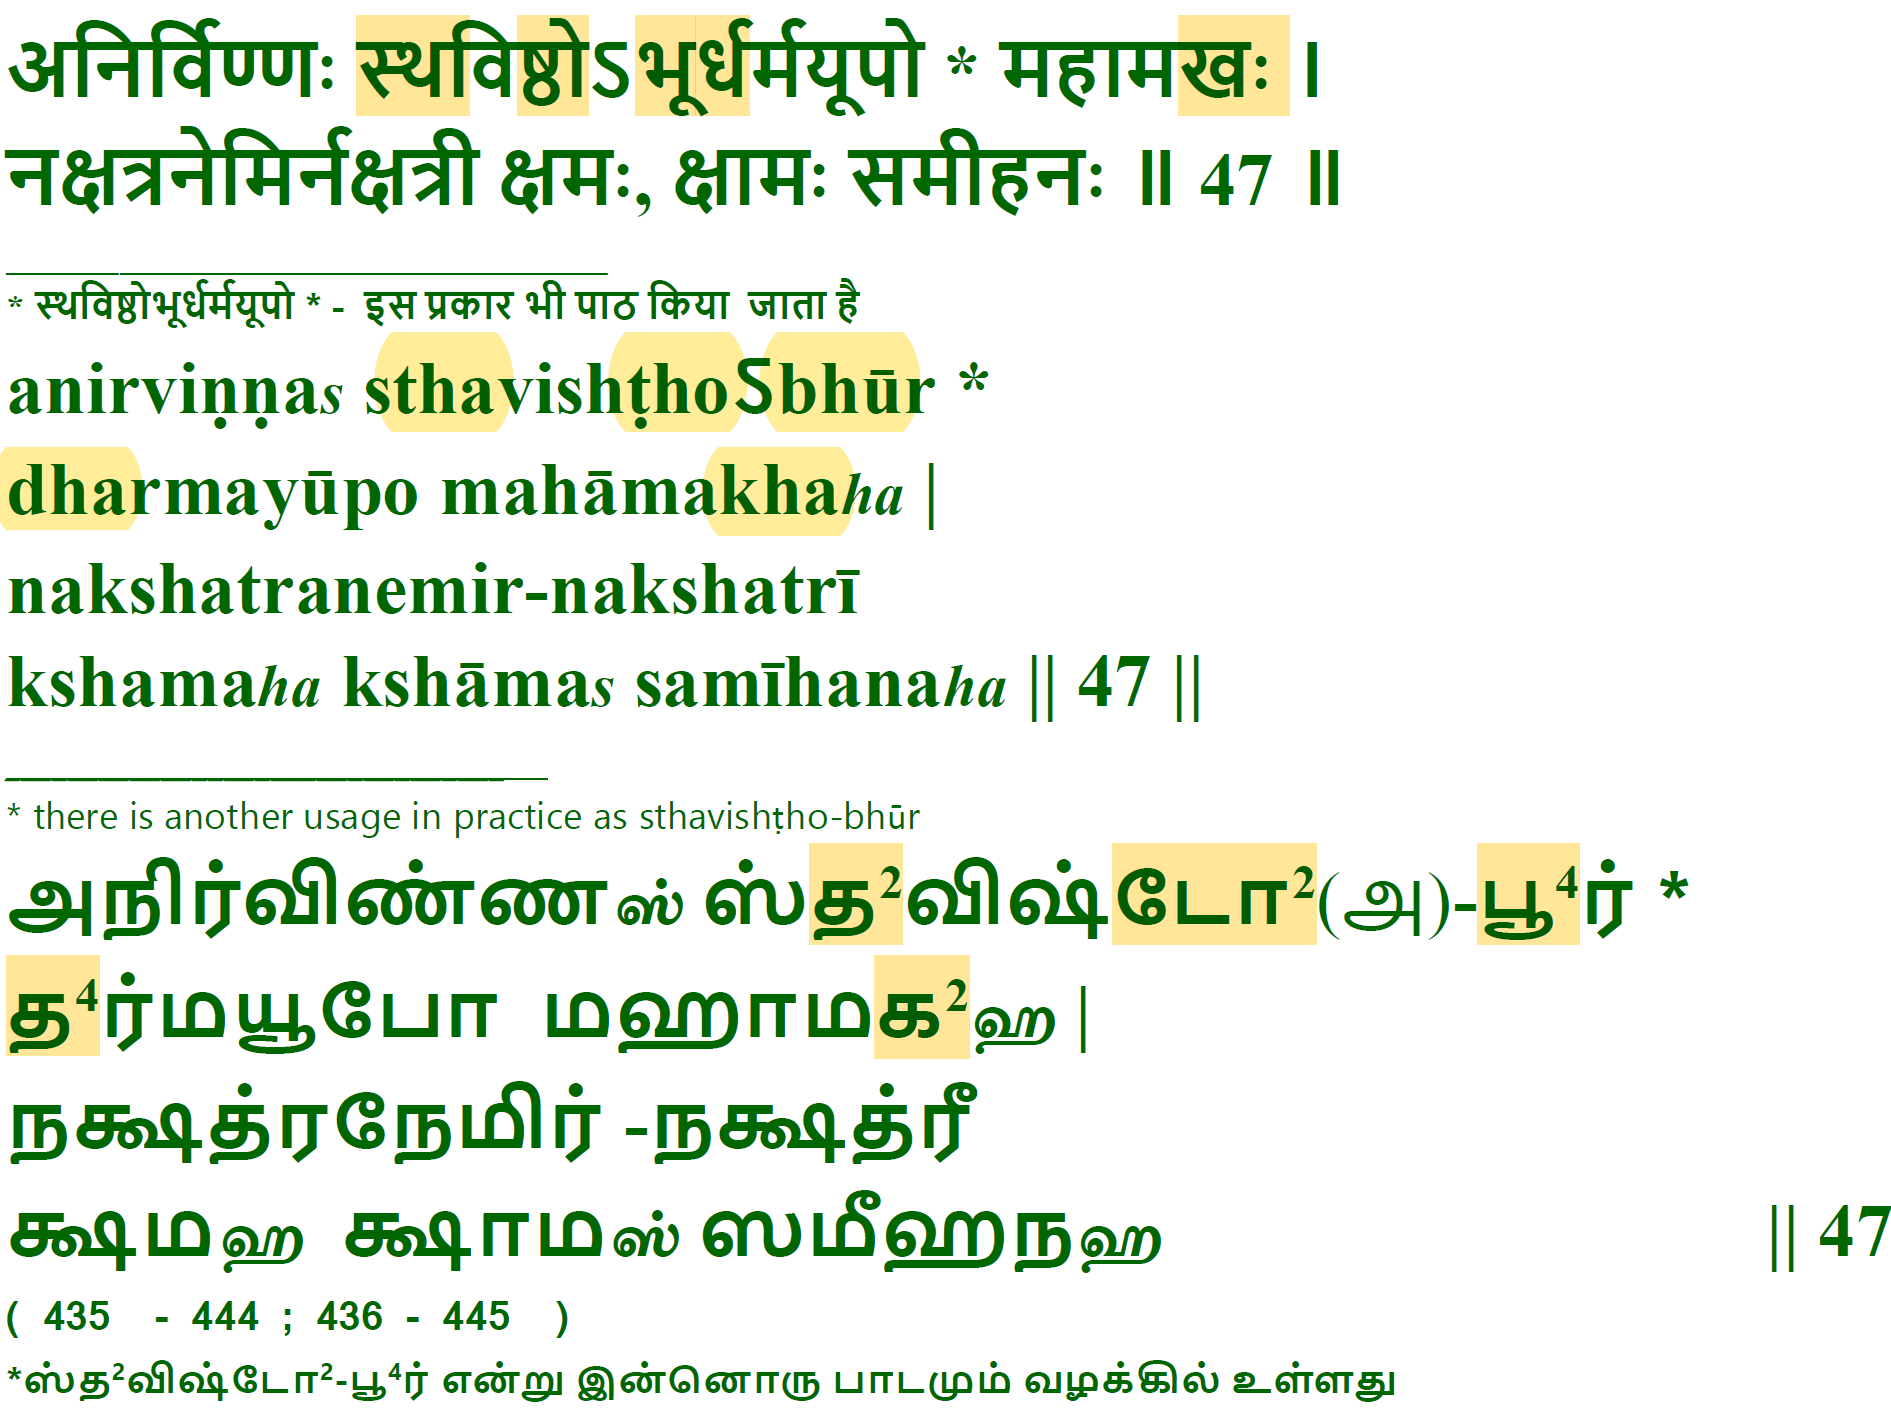 अनिर्विण्णः स्थविष्ठोऽभूर्धर्मयूपो * महामखः ।
नक्षत्रनेमिर्नक्षत्री क्षमः, क्षामः समीहनः ॥ 47 ॥
* स्थविष्ठोभूर्धर्मयूपो * - इस प्रकार भी पाठ किया जाता है
anirviṇṇas sthavishṭhoऽbhūr *
dharmayūpo mahāmakhaha |
nakshatranemir-nakshatrī
kshamaha kshāmas samīhanaha || 47 ||
* there is another usage in practice as sthavishṭho-bhūr
அநிர்விண்ணஸ் ஸ்த²விஷ்டோ²(அ)-பூ⁴ர் *
த⁴ர்மயூபோ மஹாமக²ஹ |
நக்ஷத்ரநேமிர் -நக்ஷத்ரீ
க்ஷமஹ க்ஷாமஸ் ஸமீஹநஹ || 47
( 435 - 444 ; 436 - 445 )
*ஸ்த²விஷ்டோ²-பூ⁴ர் என்று இன்னொரு பாடமும் வழக்கில் உள்ளது